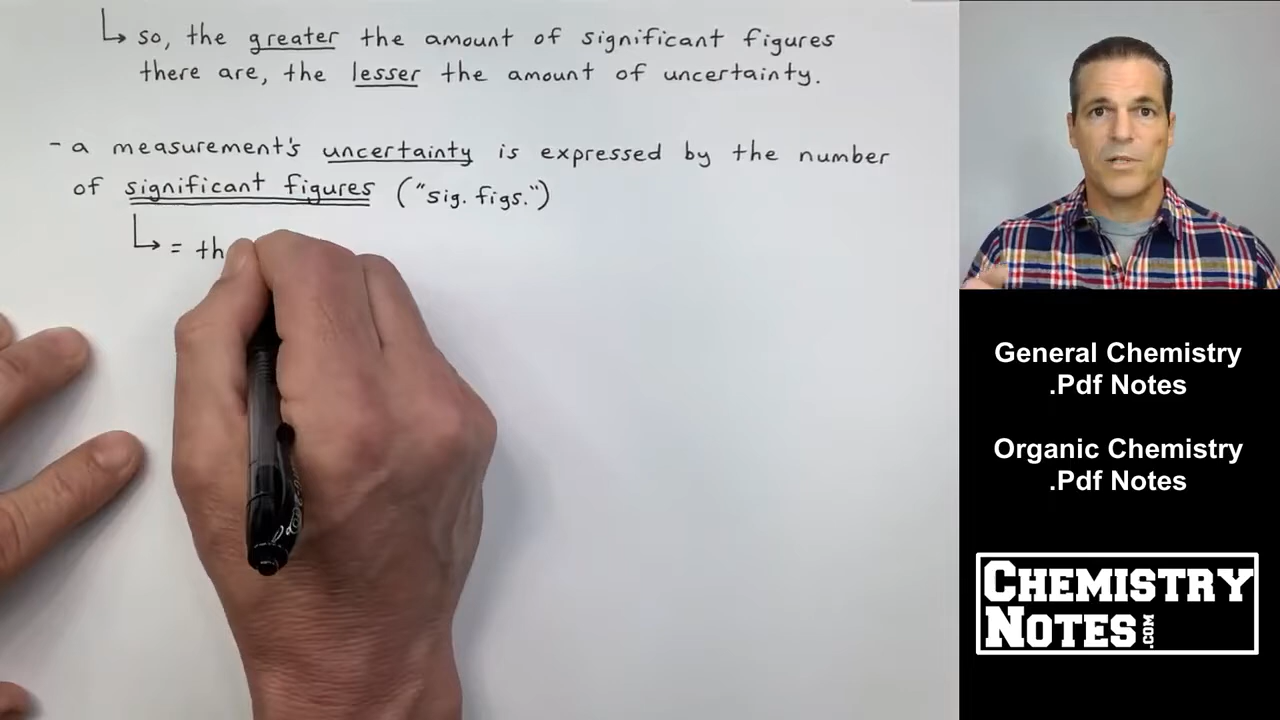 ↳ so, the greater the amount of significant figures
there are, the lesser the amount of uncertainty.
- a measurement's uncertainty is expressed by the number
of significant figures ("sig. figs.")
↳ = th
General Chemistry
.Pdf Notes
Organic Chemistry
.Pdf Notes
CHEMISTRY
NOTES.COM